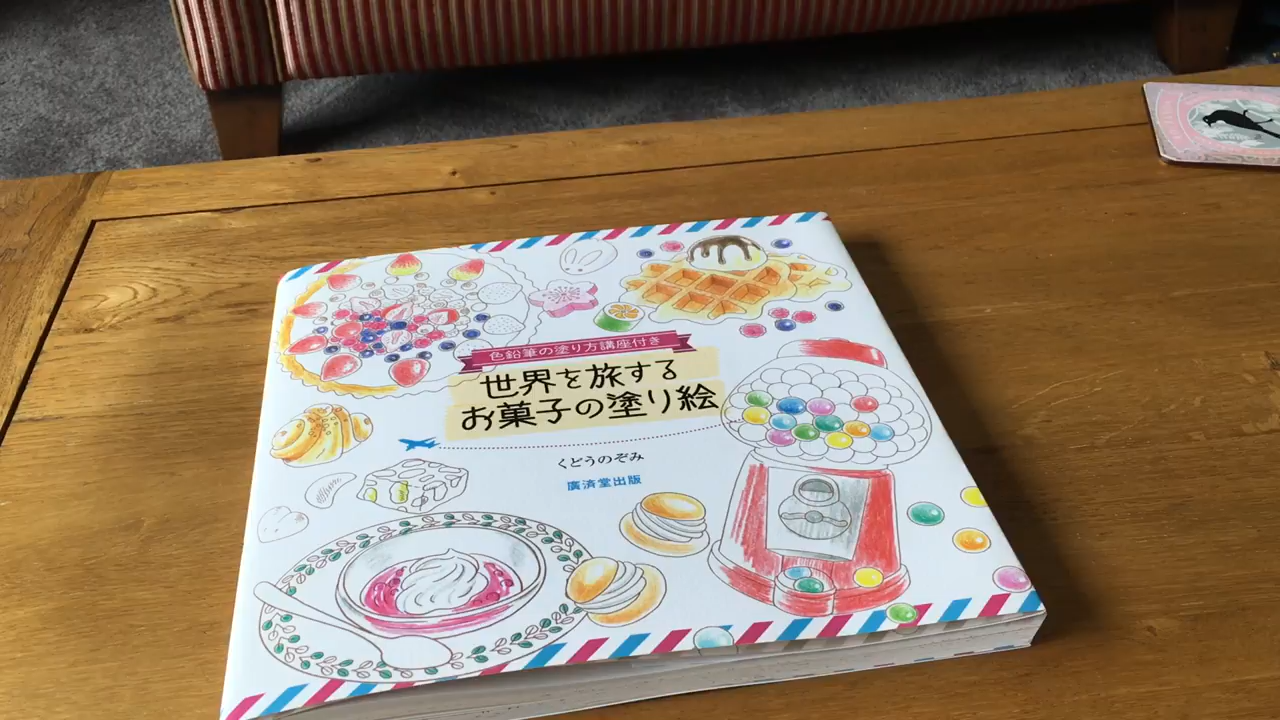 色鉛筆の塗り方講座付き
世界を旅する
お菓子の塗り絵
くどうのぞみ
廣済堂出版